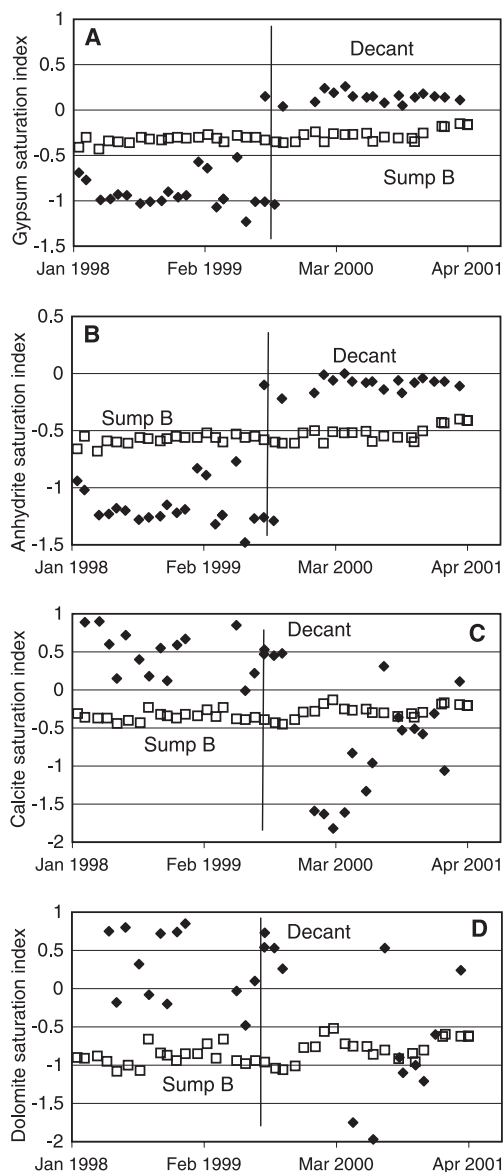 1
A
Decant
0.5
0
-0.5
-1
Sump B
-1.5
Jan 1998 Feb 1999 Mar 2000 Apr 2001
Gypsum saturation index
0.5
B
Decant
0
Sump B
-0.5
-1
-1.5
Jan 1998 Feb 1999 Mar 2000 Apr 2001
Anhydrite saturation index
1
Decant
C
0.5
0
-0.5
Sump B
-1
-1.5
-2
Jan 1998 Feb 1999 Mar 2000 Apr 2001
Calcite saturation index
1
Decant
D
0.5
0
-0.5
-1
Sump B
-1.5
-2
Jan 1998 Feb 1999 Mar 2000 Apr 2001
Dolomite saturation index